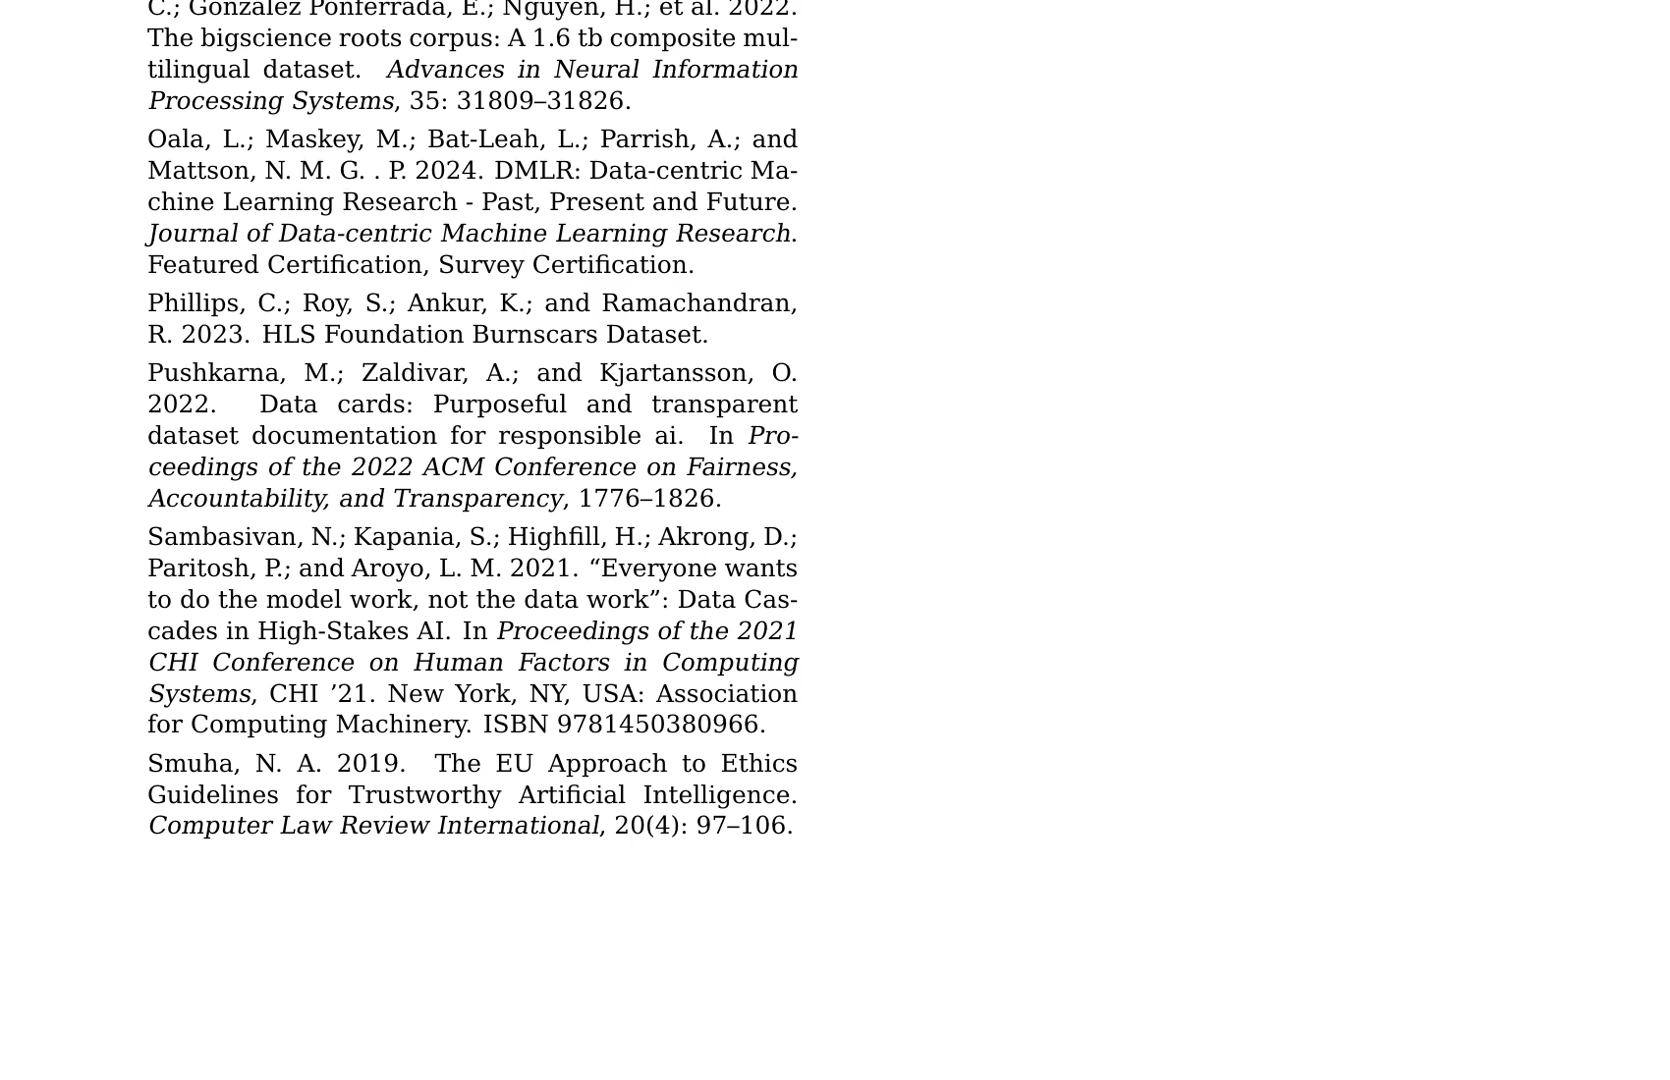 C.; González Ponferrada, E.; Nguyen, H.; et al. 2022.
The bigscience roots corpus: A 1.6 tb composite mul-
tilingual dataset. Advances in Neural Information
Processing Systems, 35: 31809–31826.
Oala, L.; Maskey, M.; Bat-Leah, L.; Parrish, A.; and
Mattson, N. M. G. . P. 2024. DMLR: Data-centric Ma-
chine Learning Research - Past, Present and Future.
Journal of Data-centric Machine Learning Research.
Featured Certification, Survey Certification.
Phillips, C.; Roy, S.; Ankur, K.; and Ramachandran,
R. 2023. HLS Foundation Burnscars Dataset.
Pushkarna, M.; Zaldivar, A.; and Kjartansson, O.
2022. Data cards: Purposeful and transparent
dataset documentation for responsible ai. In Pro-
ceedings of the 2022 ACM Conference on Fairness,
Accountability, and Transparency, 1776–1826.
Sambasivan, N.; Kapania, S.; Highfill, H.; Akrong, D.;
Paritosh, P.; and Aroyo, L. M. 2021. “Everyone wants
to do the model work, not the data work”: Data Cas-
cades in High-Stakes AI. In Proceedings of the 2021
CHI Conference on Human Factors in Computing
Systems, CHI ’21. New York, NY, USA: Association
for Computing Machinery. ISBN 9781450380966.
Smuha, N. A. 2019. The EU Approach to Ethics
Guidelines for Trustworthy Artificial Intelligence.
Computer Law Review International, 20(4): 97–106.